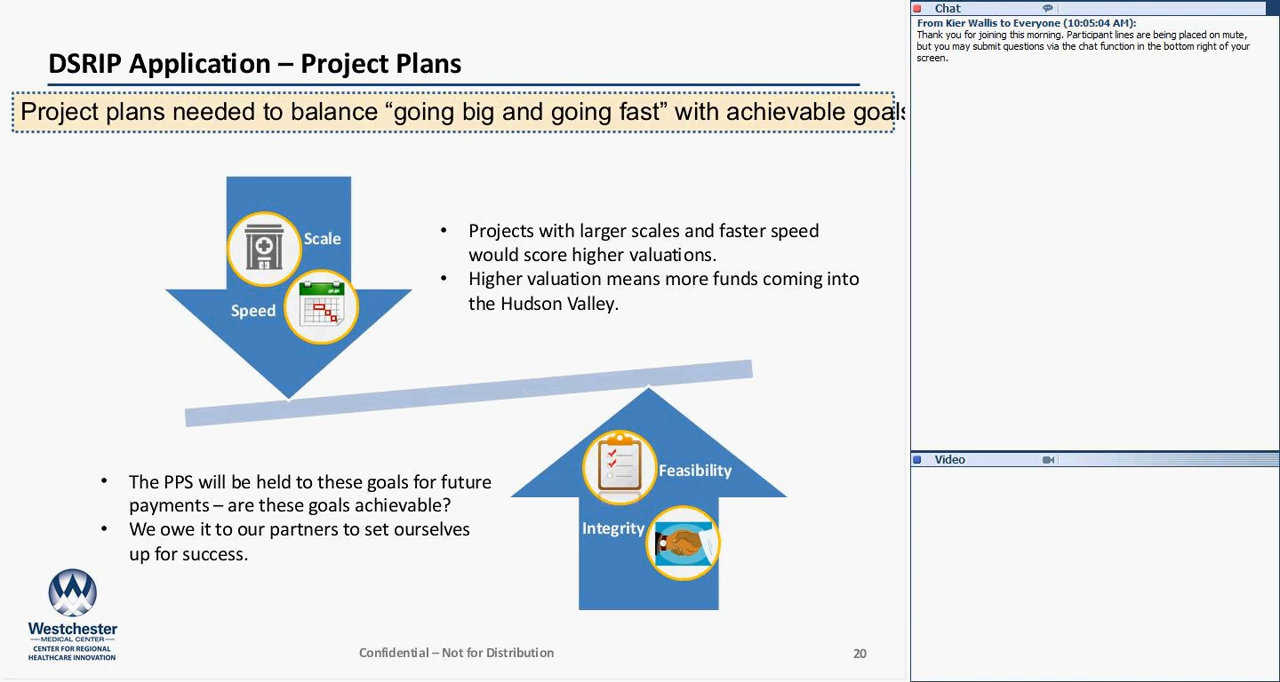 DSRIP Application – Project Plans
Project plans needed to balance “going big and going fast” with achievable goals
Scale
Speed
• Projects with larger scales and faster speed
would score higher valuations.
• Higher valuation means more funds coming into
the Hudson Valley.
• The PPS will be held to these goals for future
payments – are these goals achievable?
• We owe it to our partners to set ourselves
up for success.
Feasibility
Integrity
Westchester
MEDICAL CENTER
CENTER FOR REGIONAL
HEALTHCARE INNOVATION
Confidential – Not for Distribution
20
Chat
From Kier Wallis to Everyone (10:05:04 AM):
Thank you for joining this morning. Participant lines are being placed on mute,
but you may submit questions via the chat function in the bottom right of your
screen.
Video